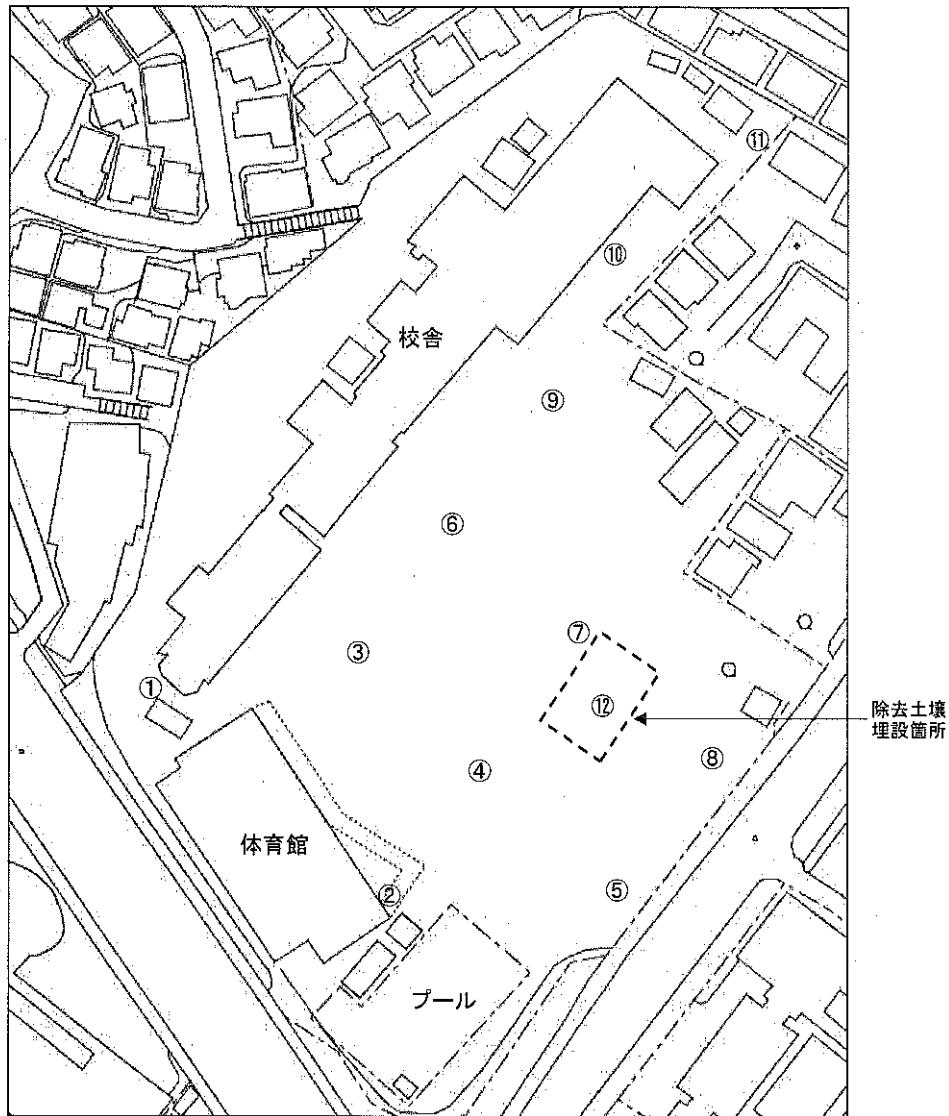 ⑪
⑩
校舎
⑨
⑥
⑦
③
①
⑫
除去土壌
埋設箇所
⑧
④
体育館
⑤
②
プール